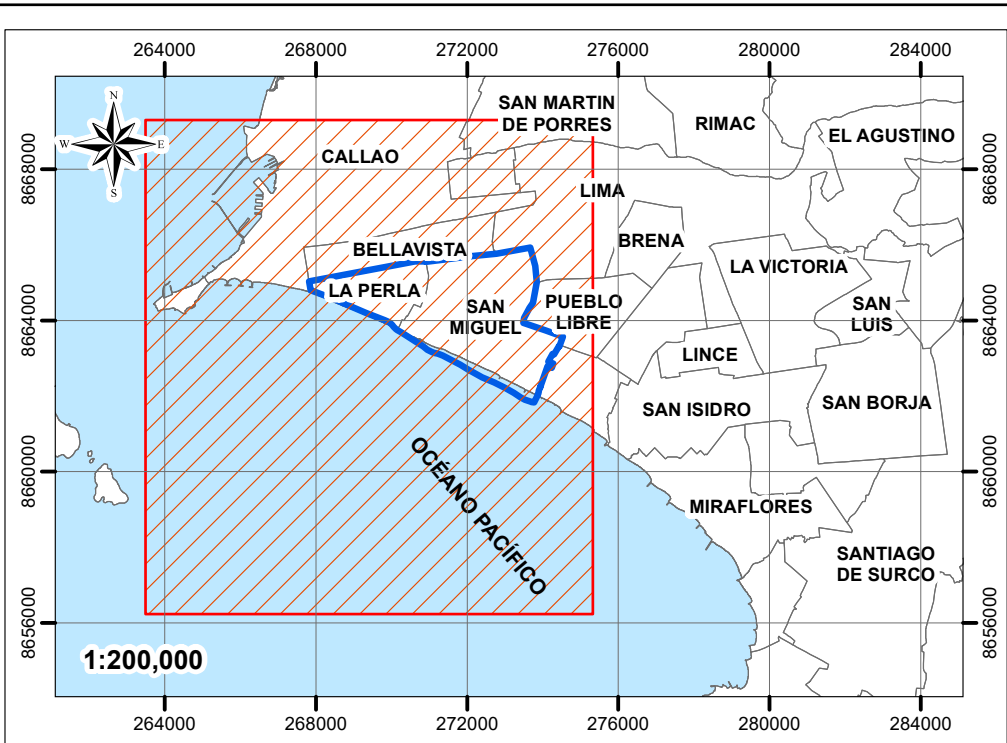 264000 268000 272000 276000 280000 284000
N
W E
S
SAN MARTIN
DE PORRES
RIMAC
EL AGUSTINO
CALLAO
8668000
8668000
LIMA
BRENA
BELLAVISTA
LA VICTORIA
LA PERLA
SAN
MIGUEL
PUEBLO
LIBRE
SAN
LUIS
8664000
8664000
LINCE
SAN ISIDRO
SAN BORJA
OCÉANO PACÍFICO
8660000
8660000
MIRAFLORES
SANTIAGO
DE SURCO
8656000
8656000
1:200,000
264000 268000 272000 276000 280000 284000